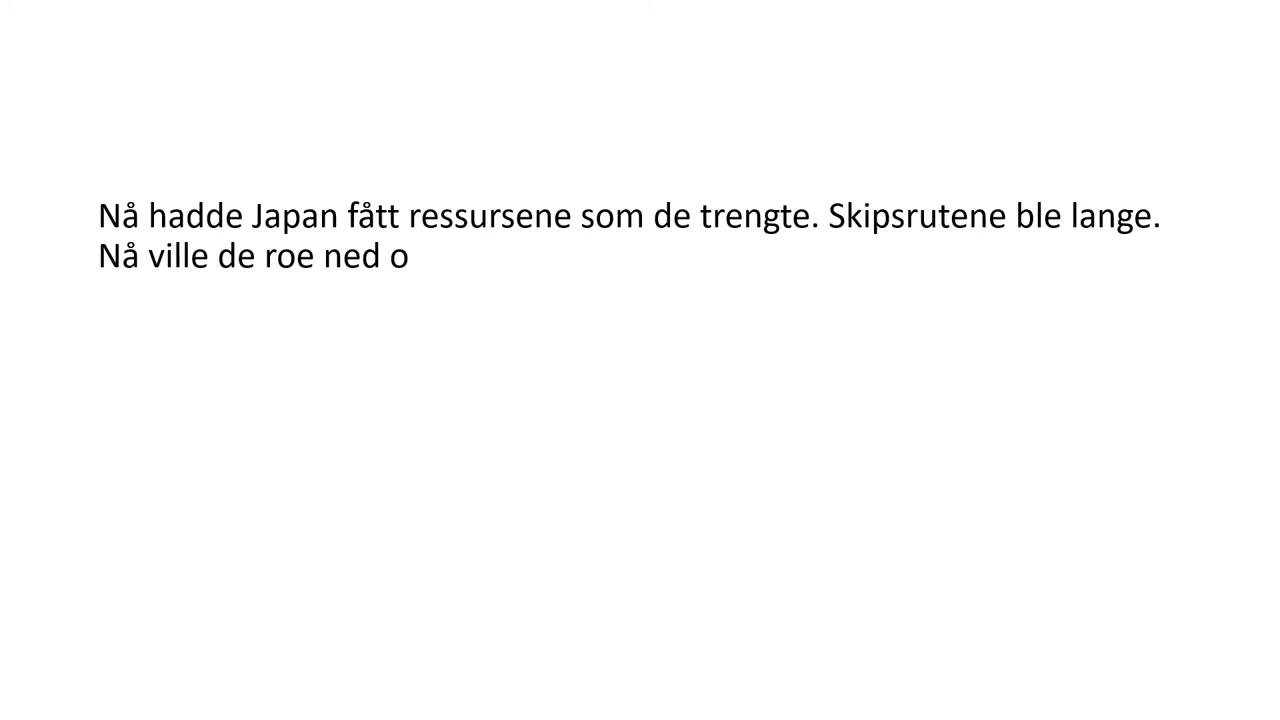 Nå hadde Japan fått ressursene som de trengte. Skipsrutene ble lange.
Nå ville de roe ned o